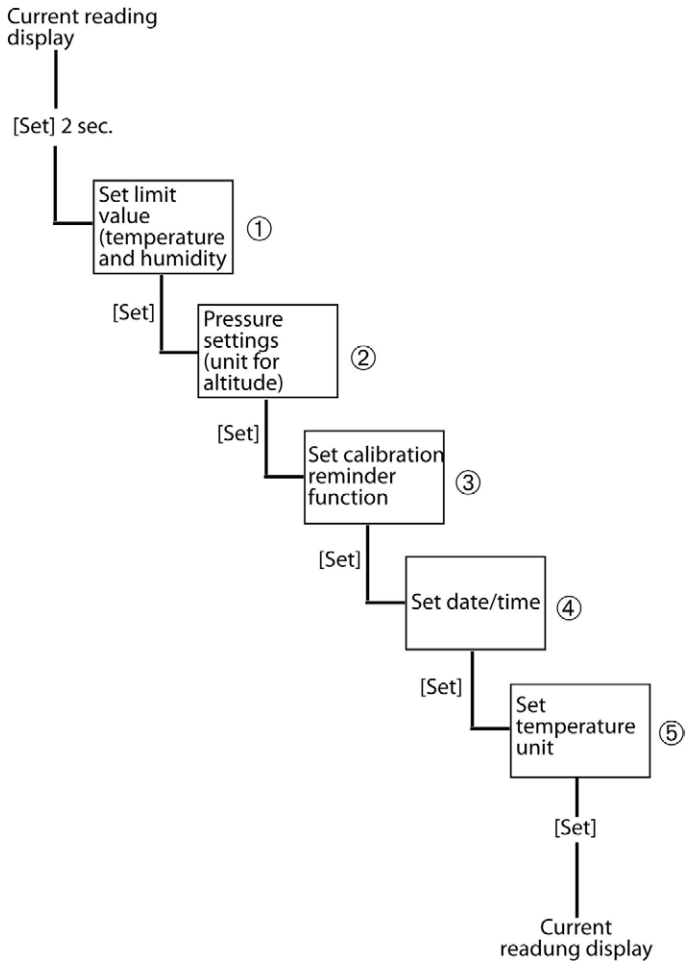 Current reading
display
[Set] 2 sec.
Set limit
value
(temperature
and humidity
①
[Set]
Pressure
settings
(unit for
altitude)
②
[Set]
Set calibration
reminder
function
③
[Set]
Set date/time
④
[Set]
Set
temperature
unit
⑤
[Set]
Current
readung display